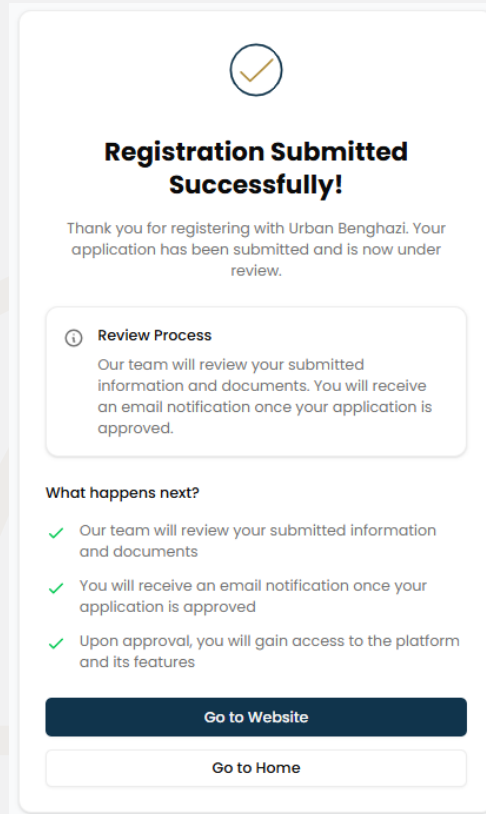 Registration Submitted
Successfully!
Thank you for registering with Urban Benghazi. Your
application has been submitted and is now under
review.
Review Process
Our team will review your submitted
information and documents. You will receive
an email notification once your application is
approved.
What happens next?
Our team will review your submitted information
and documents
You will receive an email notification once your
application is approved
Upon approval, you will gain access to the platform
and its features
Go to Website
Go to Home